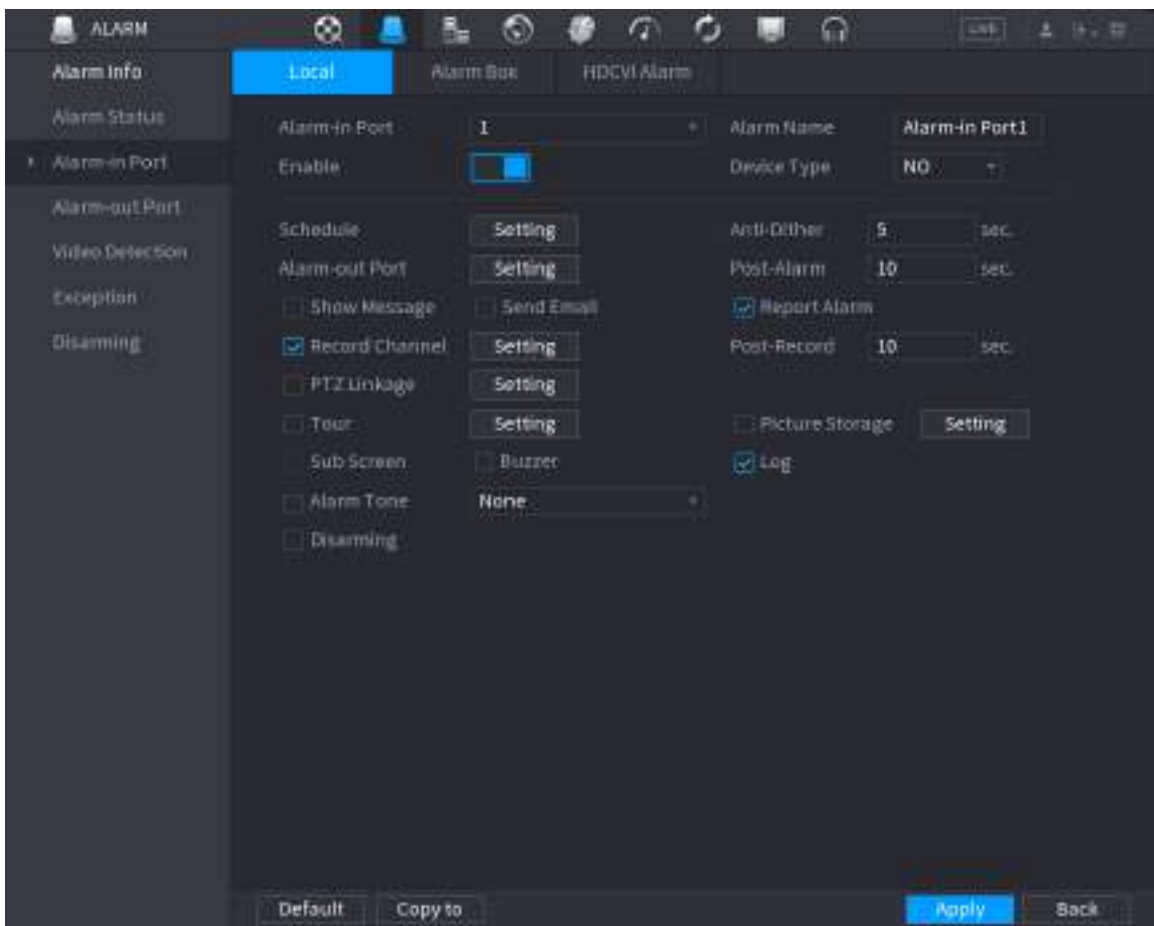 ALARM LIVE
Alarm Info
Alarm Status
Alarm-in Port
Alarm-out Port
Video Detection
Exception
Disarming
Local Alarm Box HDCVI Alarm
Alarm-in Port 1 Alarm Name Alarm-in Port1
Enable Device Type NO
Schedule Setting Anti-Dither 5 sec.
Alarm-out Port Setting Post-Alarm 10 sec.
Show Message Send Email Report Alarm
Record Channel Setting Post-Record 10 sec.
PTZ Linkage Setting
Tour Setting Picture Storage Setting
Sub Screen Buzzer Log
Alarm Tone None
Disarming
Default Copy to Apply Back